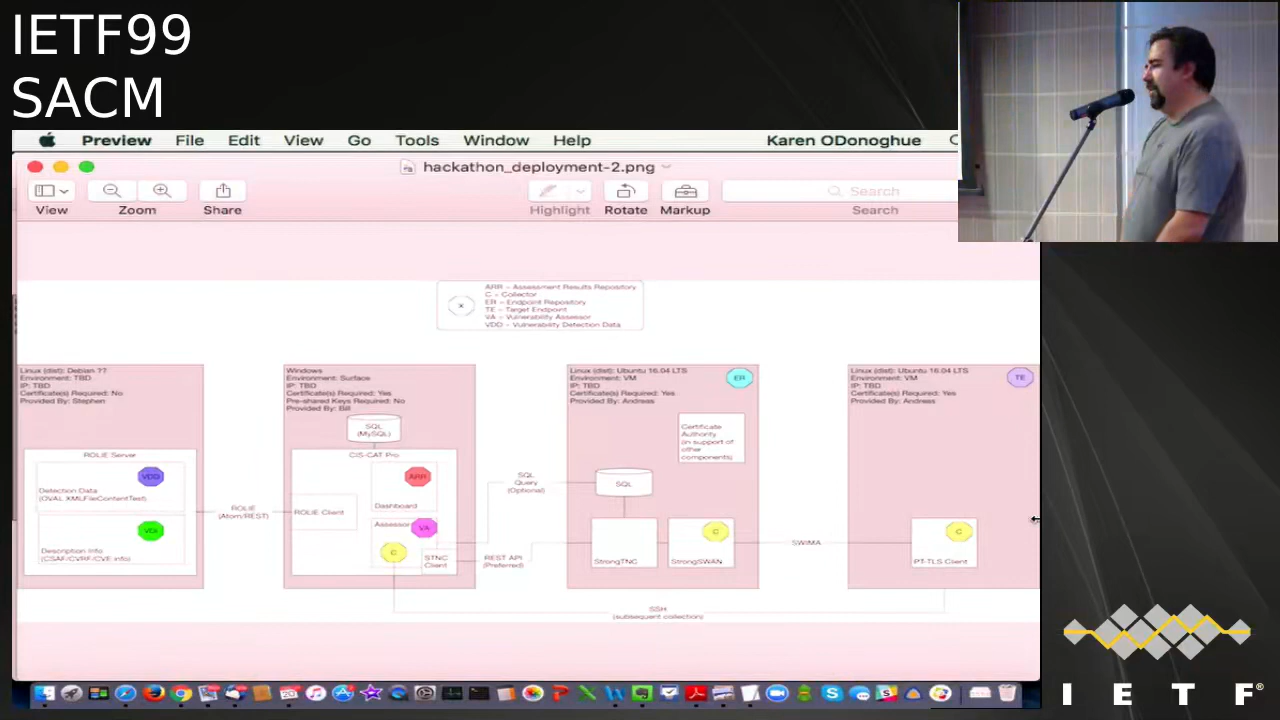 IETF99
SACM
Preview File Edit View Go Tools Window Help Karen ODonoghue
hackathon_deployment-2.png
View Zoom Share Highlight Rotate Markup Search
Search
ARR – Assessment Results Repository
C – Collector
ER – Endpoint Repository
TE – Target Endpoint
VA – Vulnerability Assessor
VDD – Vulnerability Detection Data
x
Linux (dist): Debian ??
Environment: TBD
IP: TBD
Certificate(s) Required: No
Provided By: Stephen
ROLIE Server
VDD
Detection Data
(OVAL XMLFileContentTest)
VDI
Description Info
(CSAF/CVRF/CVE info)
ROLIE
(Atom/REST)
Windows
Environment: Surface
IP: TBD
Certificate(s) Required: Yes
Pre-shared Keys Required: No
Provided By: Bill
SQL
(MySQL)
CIS-CAT Pro
ARR
Dashboard
ROLIE Client
Assessor
VA
C
STNC
Client
SQL
Query
(Optional)
REST API
(Preferred)
Linux (dist): Ubuntu 16.04 LTS
Environment: VM
IP: TBD
Certificate(s) Required: Yes
Provided By: Andreas
ER
Certificate
Authority
(in support of
other
components)
SQL
StrongTNC
C
StrongSWAN
SWIMA
Linux (dist): Ubuntu 16.04 LTS
Environment: VM
IP: TBD
Certificate(s) Required: Yes
Provided By: Andreas
TE
C
PT-TLS Client
SSH
(subsequent collection)
I E T F®